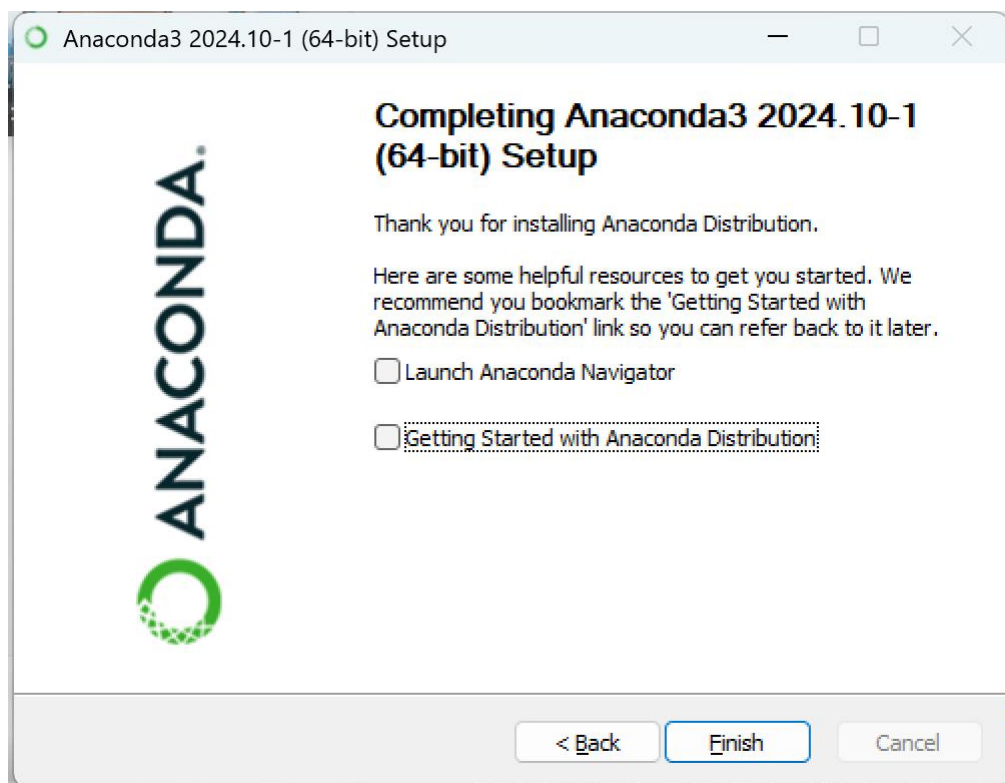 Anaconda3 2024.10-1 (64-bit) Setup
ANACONDA.
Completing Anaconda3 2024.10-1
(64-bit) Setup
Thank you for installing Anaconda Distribution.
Here are some helpful resources to get you started. We
recommend you bookmark the 'Getting Started with
Anaconda Distribution' link so you can refer back to it later.
Launch Anaconda Navigator
Getting Started with Anaconda Distribution
< Back Finish Cancel